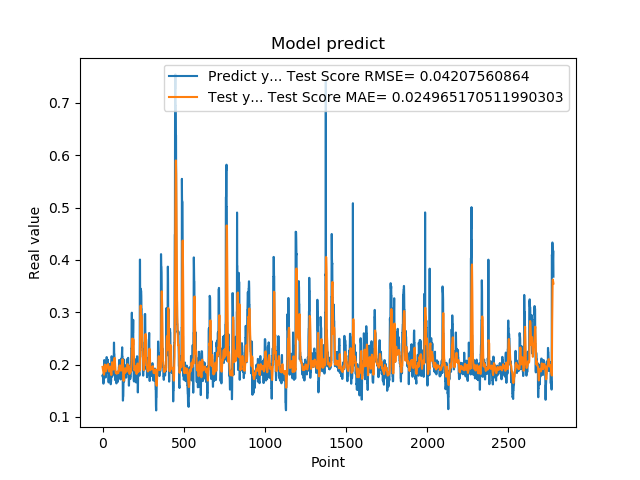 Model predict
Predict y... Test Score RMSE= 0.04207560864
Test y... Test Score MAE= 0.024965170511990303
Real value
0.7
0.6
0.5
0.4
0.3
0.2
0.1
0 500 1000 1500 2000 2500
Point